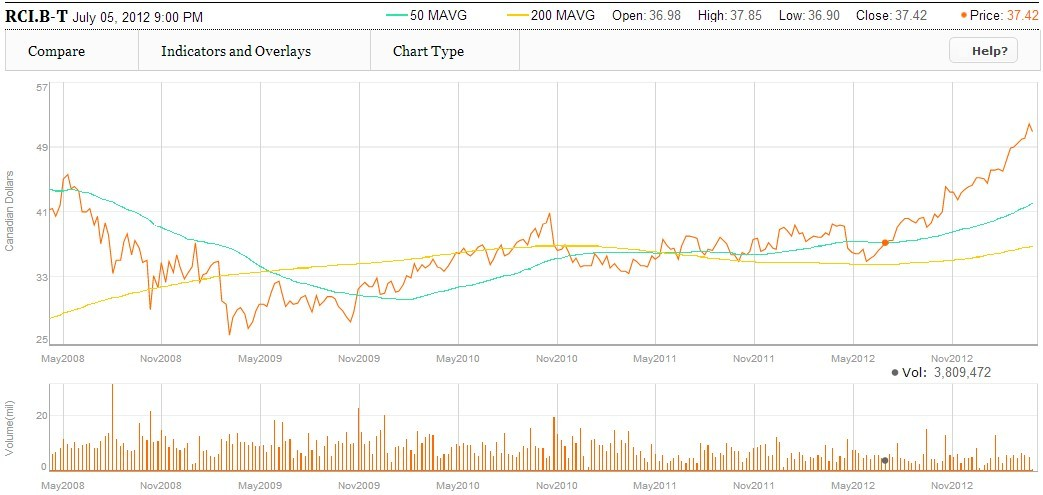 RCI.B-T July 05, 2012 9:00 PM 50 MAVG 200 MAVG Open: 36.98 High: 37.85 Low: 36.90 Close: 37.42 Price: 37.42
Compare Indicators and Overlays Chart Type Help?
57
49
41
33
25
Canadian Dollars
May2008 Nov2008 May2009 Nov2009 May2010 Nov2010 May2011 Nov2011 May2012 Nov2012
Vol: 3,809,472
20
0
Volume(mil)
May2008 Nov2008 May2009 Nov2009 May2010 Nov2010 May2011 Nov2011 May2012 Nov2012